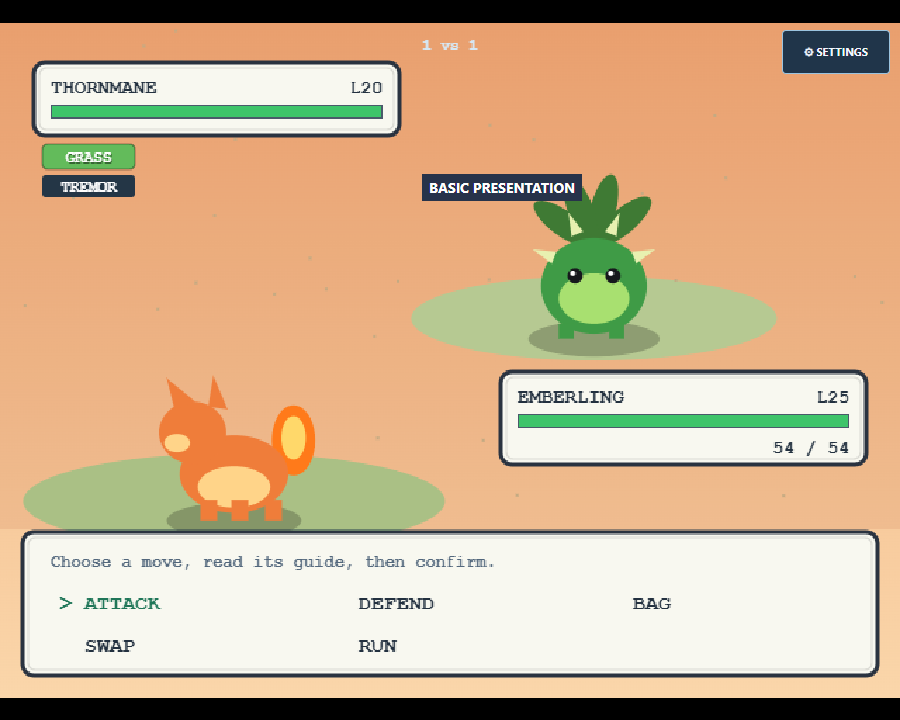 1 vs 1
⚙ SETTINGS
THORNMANE L20
GRASS
TREMOR
BASIC PRESENTATION
EMBERLING L25
54 / 54
Choose a move, read its guide, then confirm.
> ATTACK DEFEND BAG
SWAP RUN